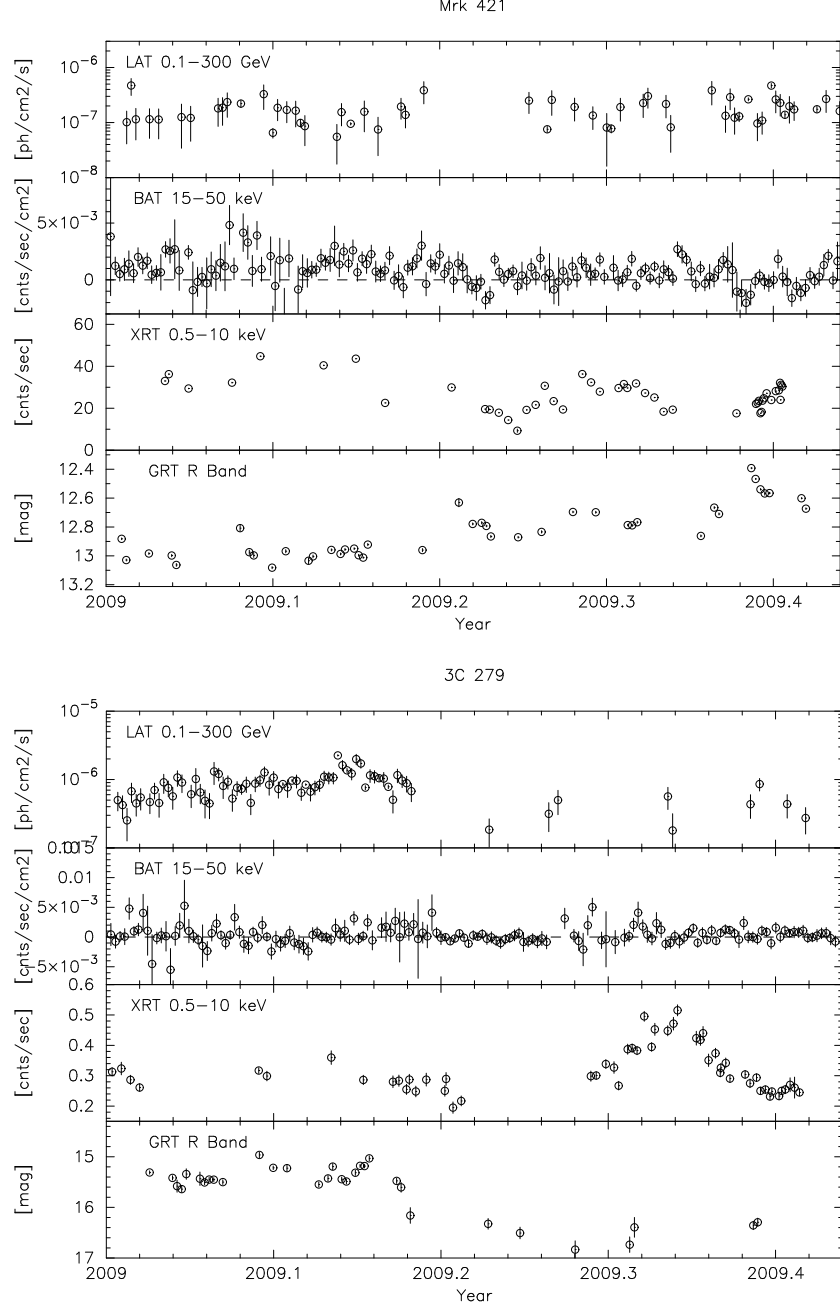 Mrk 421
LAT 0.1−300 GeV
[ph/cm2/s]
10−6
10−7
10−8
BAT 15−50 keV
[cnts/sec/cm2]
5×10−3
0
XRT 0.5−10 keV
[cnts/sec]
60
40
20
0
GRT R Band
[mag]
12.4
12.6
12.8
13
13.2
2009 2009.1 2009.2 2009.3 2009.4
Year
3C 279
LAT 0.1−300 GeV
[ph/cm2/s]
10−5
10−6
10−7
BAT 15−50 keV
[cnts/sec/cm2]
0.015
0.01
5×10−3
0
5×10−3
XRT 0.5−10 keV
[cnts/sec]
0.6
0.5
0.4
0.3
0.2
GRT R Band
[mag]
15
16
17
2009 2009.1 2009.2 2009.3 2009.4
Year